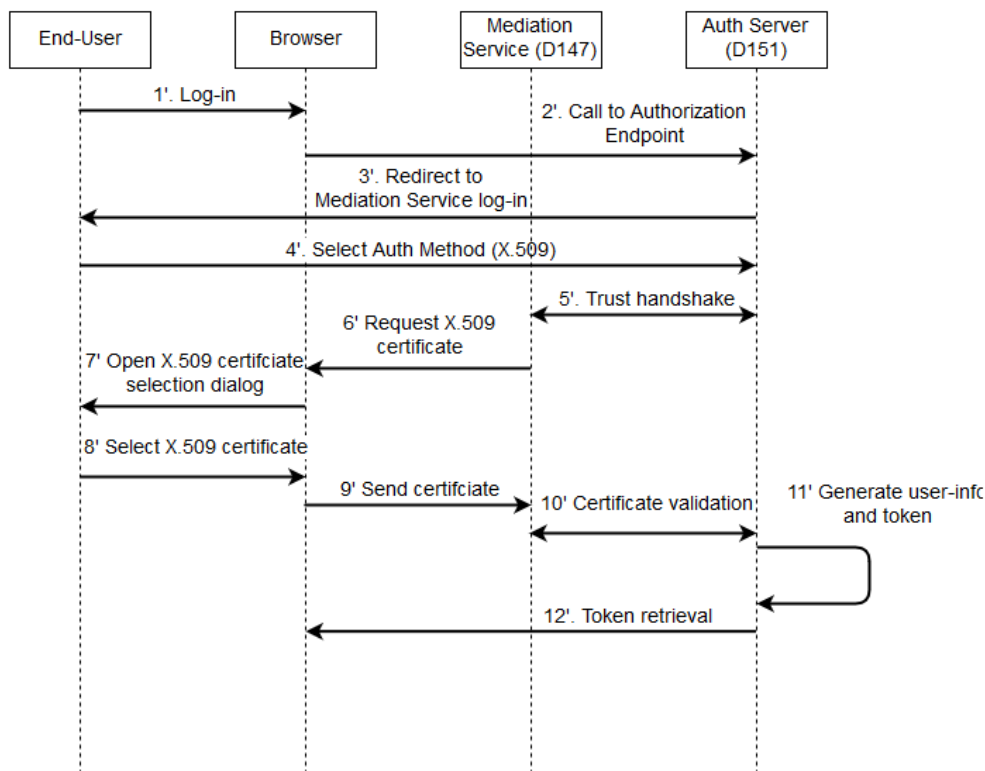 End-User
Browser
Mediation
Service (D147)
Auth Server
(D151)
1'. Log-in
2'. Call to Authorization
Endpoint
3'. Redirect to
Mediation Service log-in
4'. Select Auth Method (X.509)
5'. Trust handshake
6' Request X.509
certificate
7' Open X.509 certifciate
selection dialog
8' Select X.509 certificate
9' Send certifciate
10' Certificate validation
11' Generate user-info
and token
12'. Token retrieval